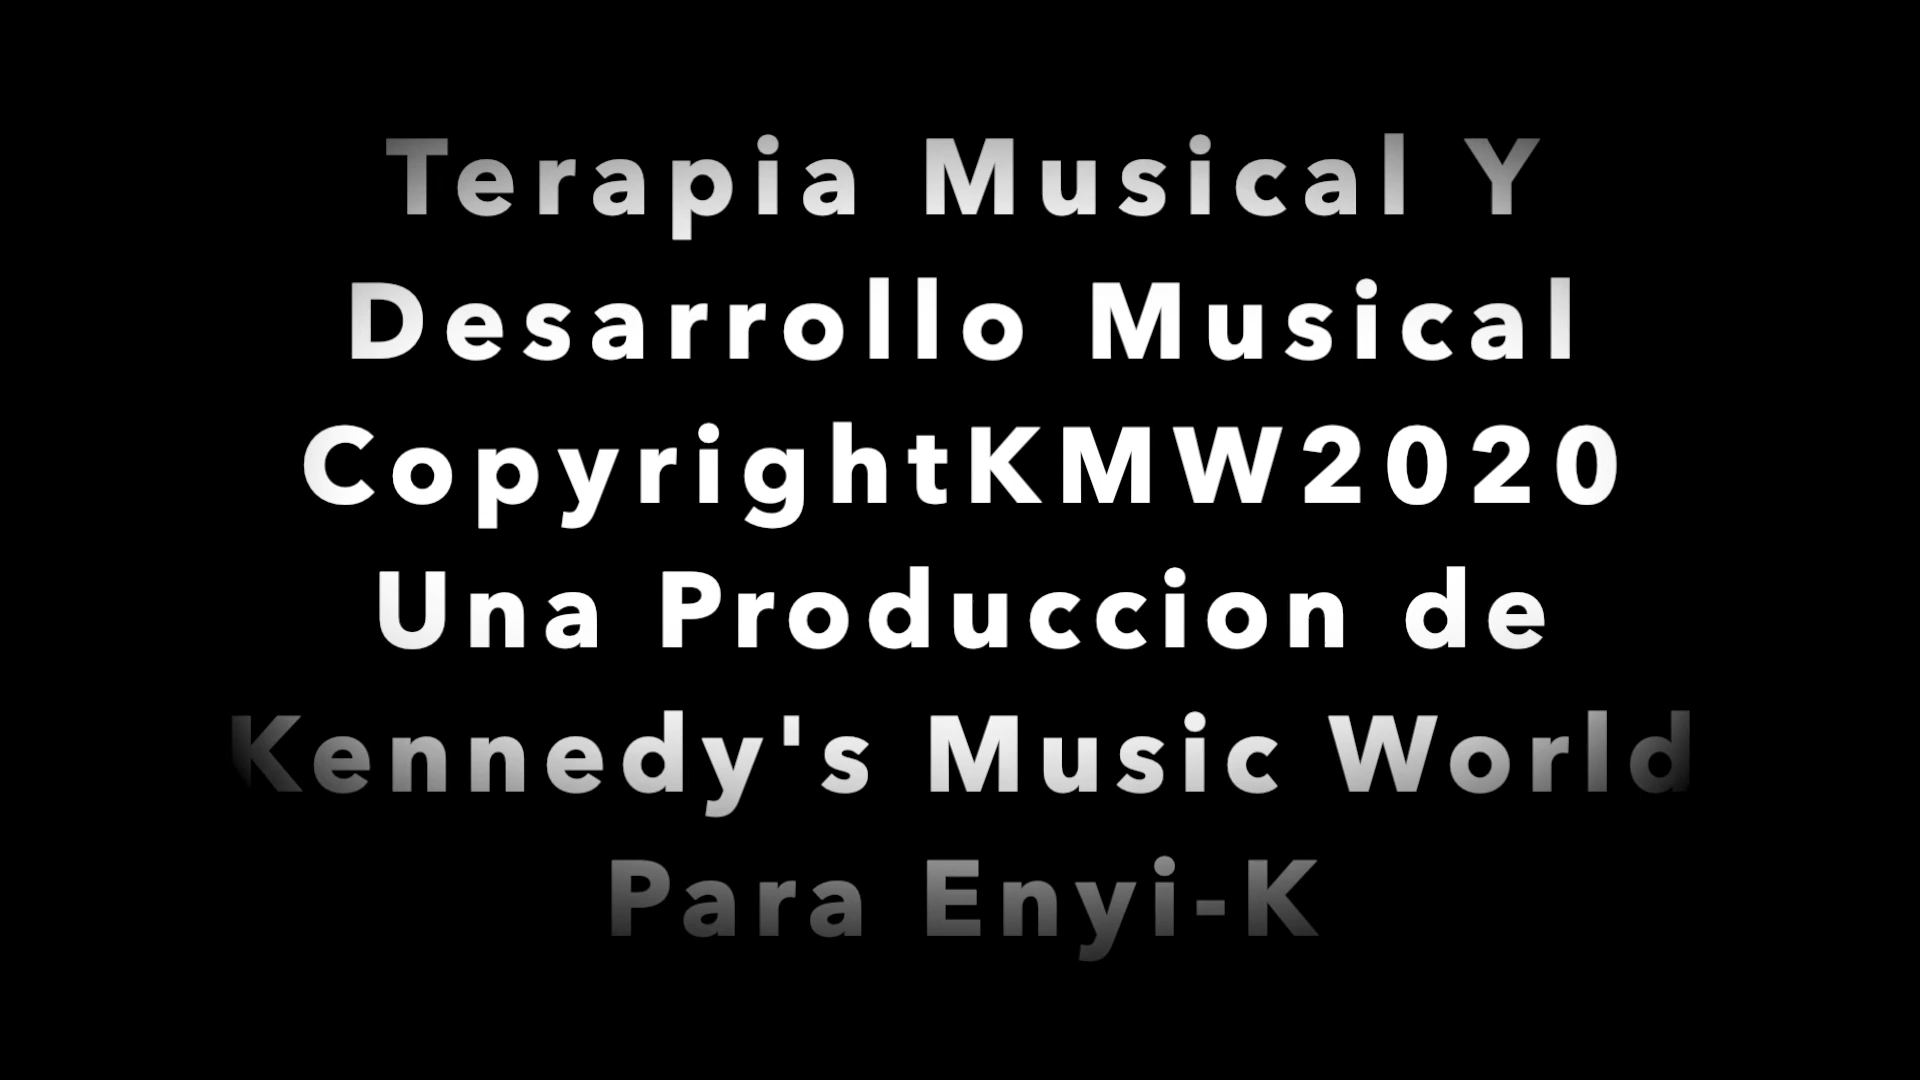 Terapia Musical Y
Desarrollo Musical
CopyrightKMW2020
Una Produccion de
Kennedy's Music World
Para Enyi-K